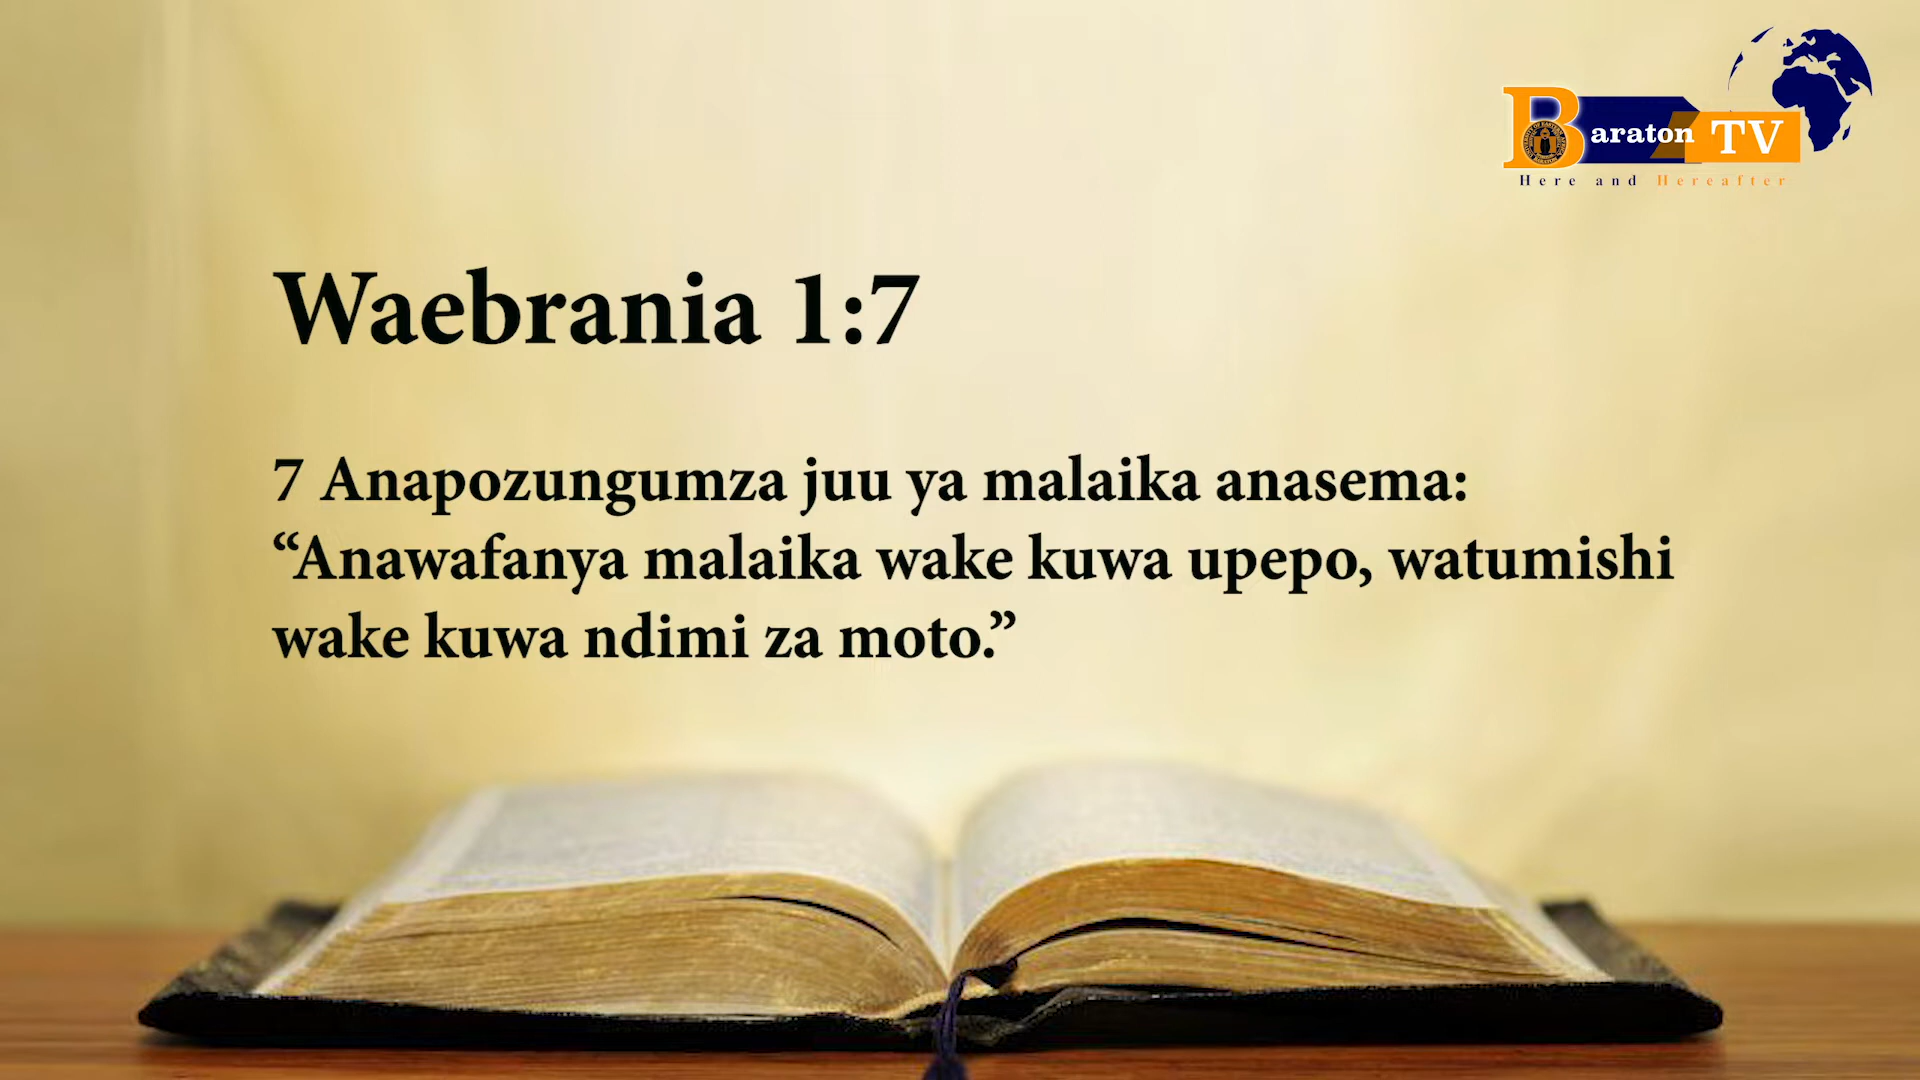 Baraton TV
Here and Hereafter
Waebrania 1:7
7 Anapozungumza juu ya malaika anasema:
“Anawafanya malaika wake kuwa upepo, watumishi
wake kuwa ndimi za moto.”